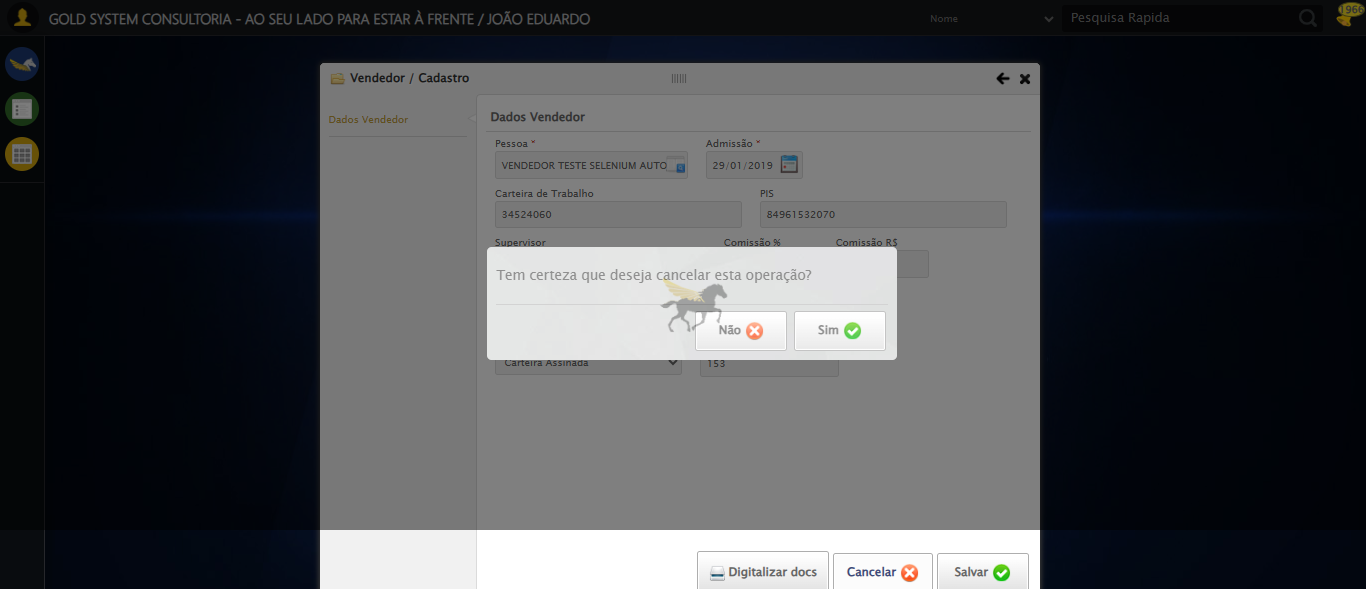 GOLD SYSTEM CONSULTORIA - AO SEU LADO PARA ESTAR À FRENTE / JOÃO EDUARDO
Nome
Pesquisa Rapida
1966
Vendedor / Cadastro
Dados Vendedor
Dados Vendedor
Pessoa * Admissão *
VENDEDOR TESTE SELENIUM AUTO 29/01/2019
Carteira de Trabalho PIS
34524060 84961532070
Supervisor Comissão % Comissão R$
Tem certeza que deseja cancelar esta operação?
Não Sim
Carteira Assinada 153
Digitalizar docs Cancelar Salvar